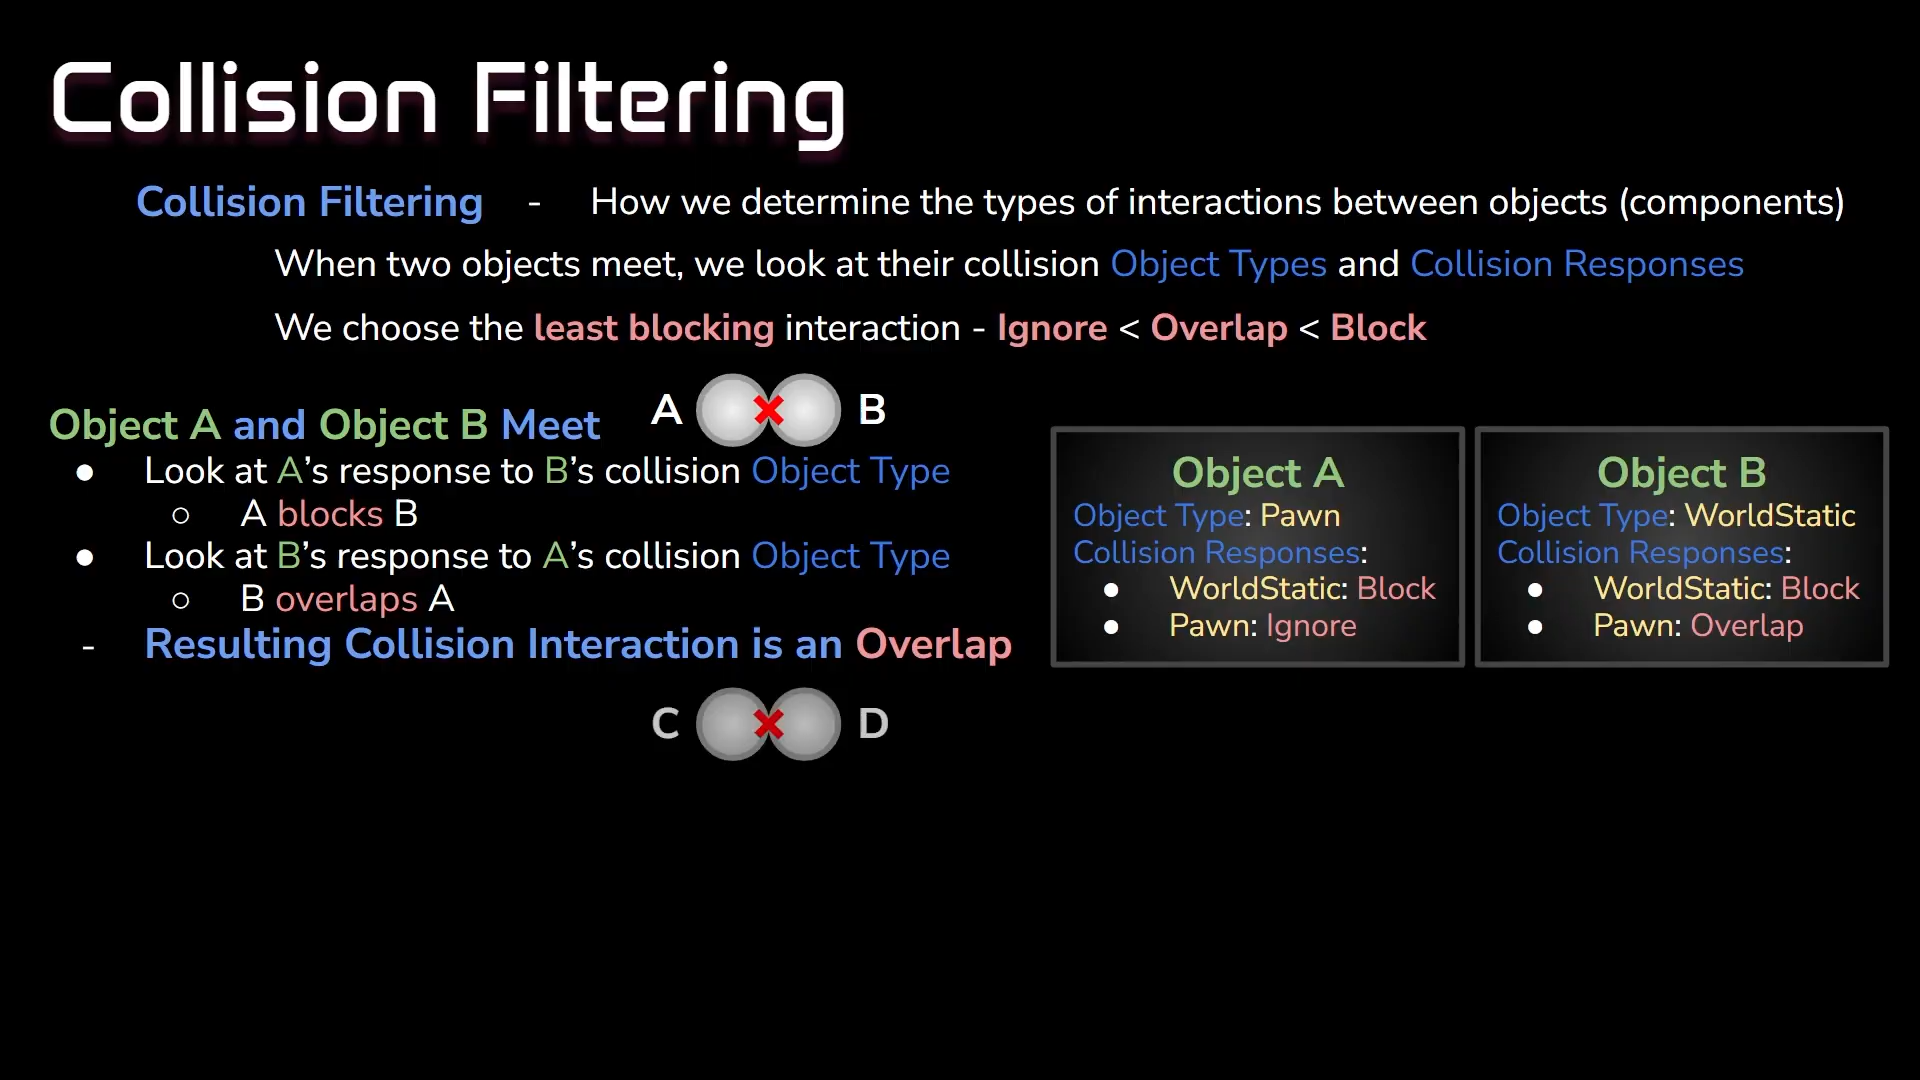 Collision Filtering
Collision Filtering - How we determine the types of interactions between objects (components)
When two objects meet, we look at their collision Object Types and Collision Responses
We choose the least blocking interaction - Ignore < Overlap < Block
A B
Object A and Object B Meet
● Look at A’s response to B’s collision Object Type
○ A blocks B
● Look at B’s response to A’s collision Object Type
○ B overlaps A
- Resulting Collision Interaction is an Overlap
Object A
Object Type: Pawn
Collision Responses:
● WorldStatic: Block
● Pawn: Ignore
Object B
Object Type: WorldStatic
Collision Responses:
● WorldStatic: Block
● Pawn: Overlap
C D